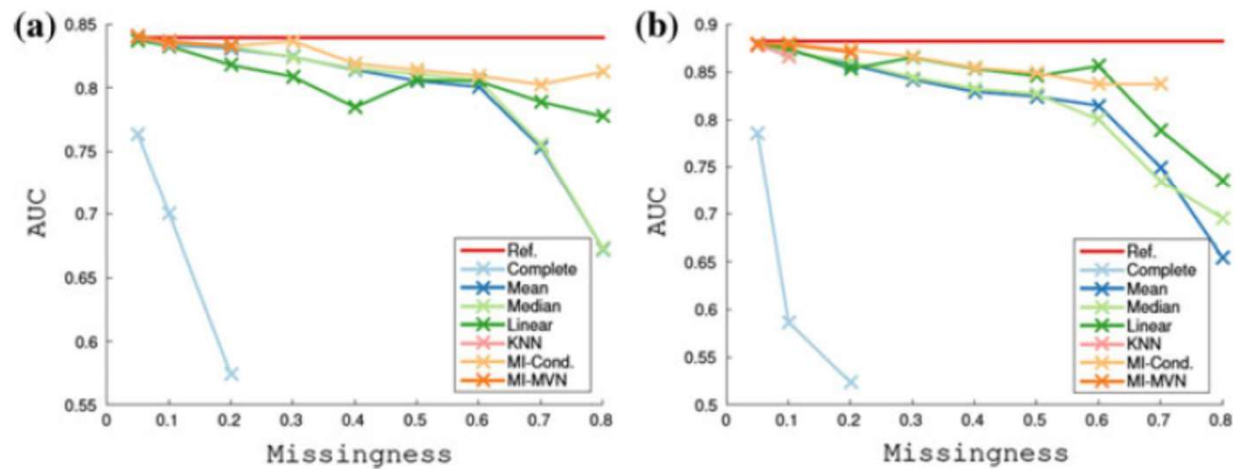 (a)
0.85
0.8
0.75
0.7
0.65
0.6
0.55
AUC
0 0.1 0.2 0.3 0.4 0.5 0.6 0.7 0.8
Missingness
Ref.
Complete
Mean
Median
Linear
KNN
MI-Cond.
MI-MVN
(b)
0.9
0.85
0.8
0.75
0.7
0.65
0.6
0.55
0.5
AUC
0 0.1 0.2 0.3 0.4 0.5 0.6 0.7 0.8
Missingness
Ref.
Complete
Mean
Median
Linear
KNN
MI-Cond.
MI-MVN